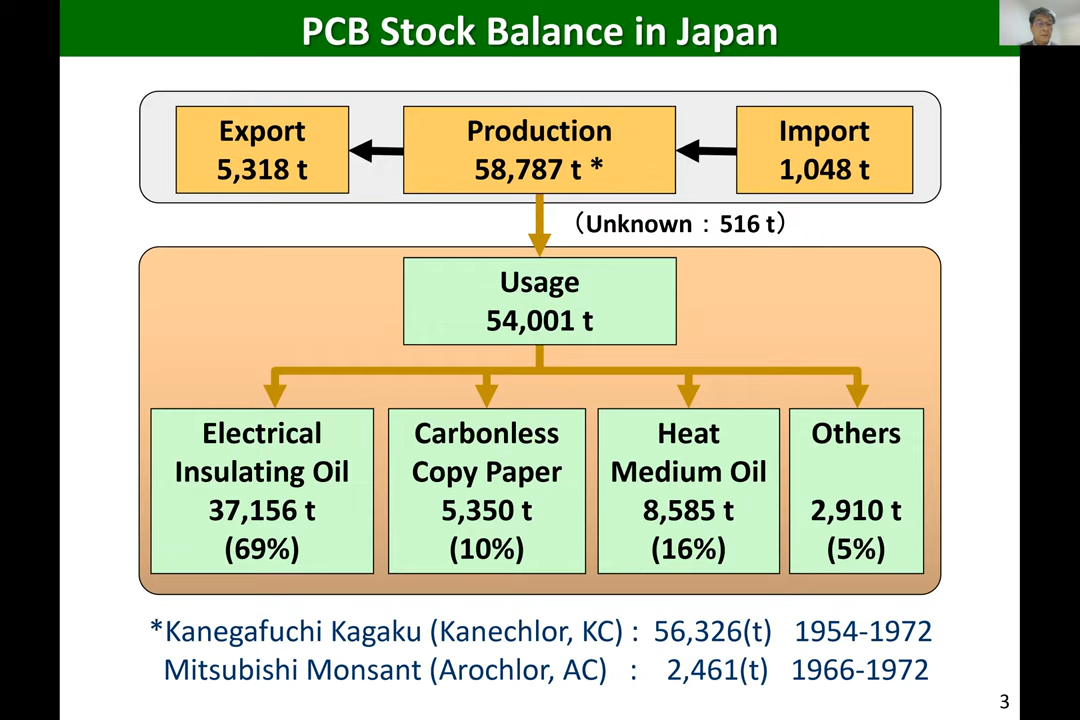 PCB Stock Balance in Japan
Export
5,318 t
Production
58,787 t *
Import
1,048 t
（Unknown：516 t）
Usage
54,001 t
Electrical
Insulating Oil
37,156 t
(69%)
Carbonless
Copy Paper
5,350 t
(10%)
Heat
Medium Oil
8,585 t
(16%)
Others
2,910 t
(5%)
*Kanegafuchi Kagaku (Kanechlor, KC) : 56,326(t) 1954-1972
Mitsubishi Monsant (Arochlor, AC) : 2,461(t) 1966-1972
3